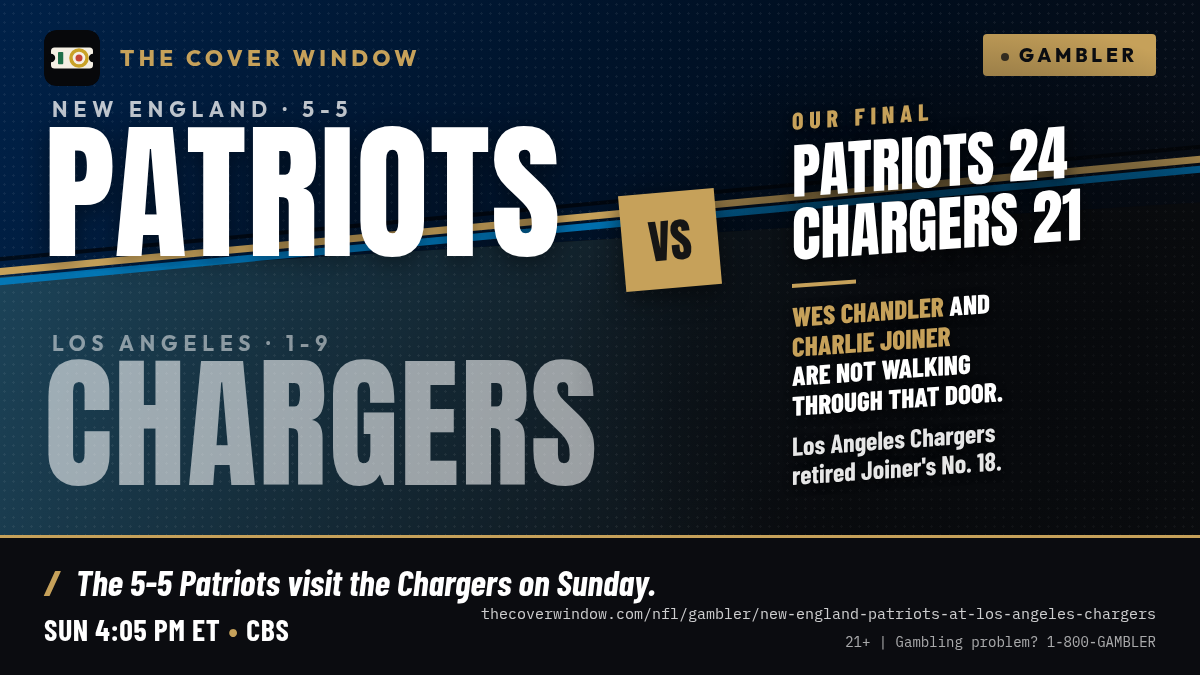 THE COVER WINDOW
• GAMBLER
NEW ENGLAND · 5-5
PATRIOTS
VS
LOS ANGELES · 1-9
CHARGERS
OUR FINAL
PATRIOTS 24
CHARGERS 21
WES CHANDLER AND
CHARLIE JOINER
ARE NOT WALKING
THROUGH THAT DOOR.
Los Angeles Chargers
retired Joiner's No. 18.
/ The 5-5 Patriots visit the Chargers on Sunday.
SUN 4:05 PM ET • CBS
thecoverwindow.com/nfl/gambler/new-england-patriots-at-los-angeles-chargers
21+ | Gambling problem? 1-800-GAMBLER